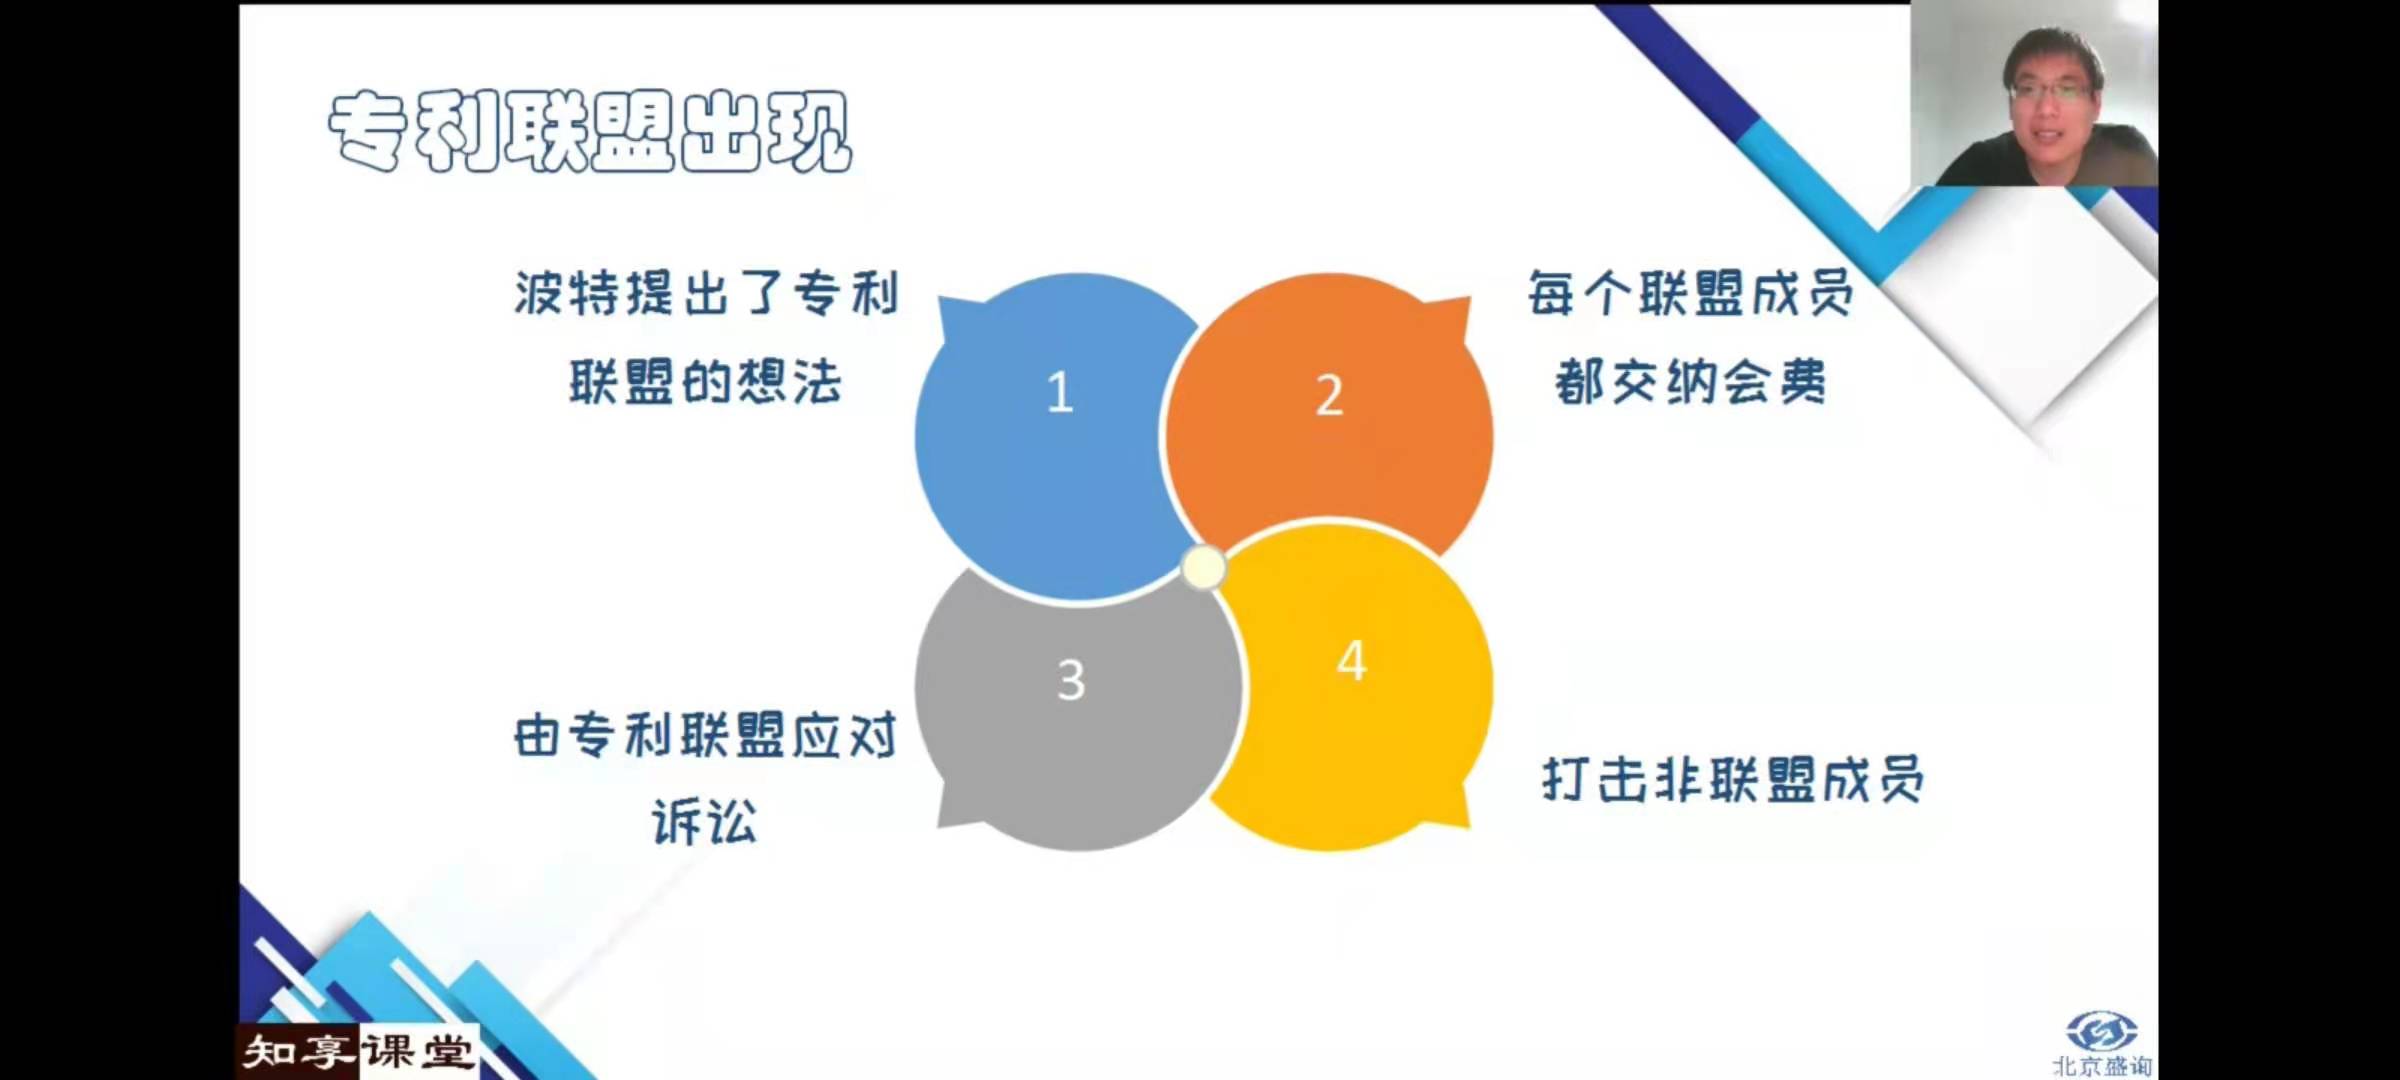 专利联盟出现
波特提出了专利
联盟的想法
1
2
每个联盟成员
都交纳会费
由专利联盟应对
诉讼
3
4
打击非联盟成员
知享课堂
北京盛询